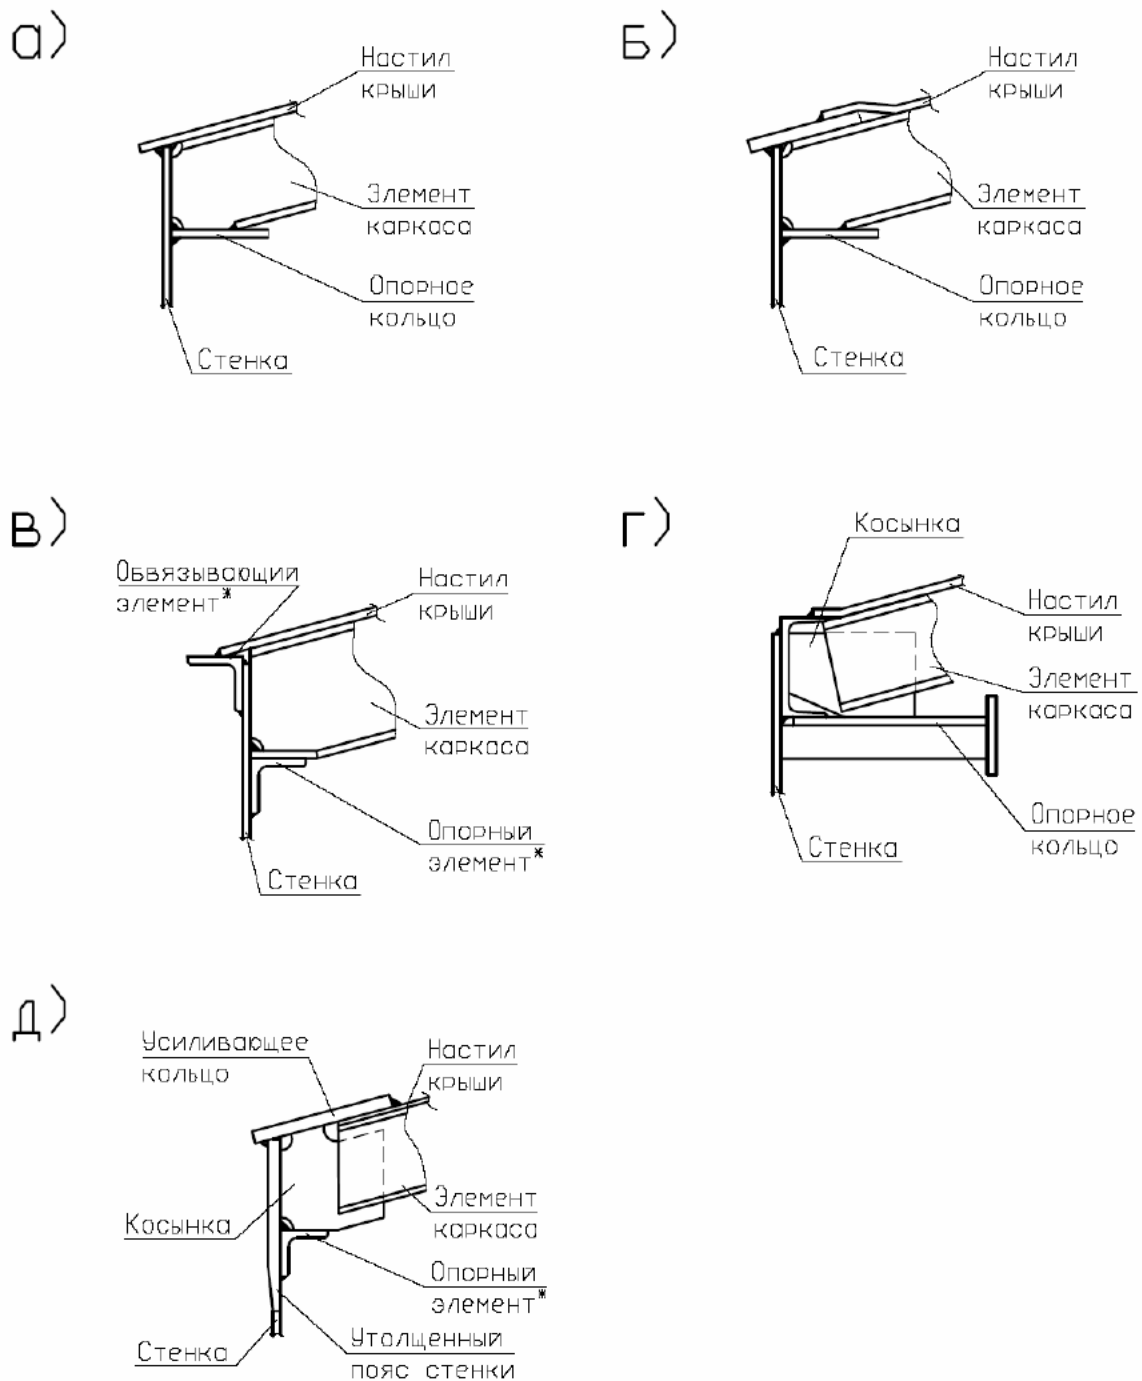 а)
Настил
крыши
Элемент
каркаса
Опорное
кольцо
Стенка
Б)
Настил
крыши
Элемент
каркаса
Опорное
кольцо
Стенка
в)
Обвязывающий
элемент*
Настил
крыши
Элемент
каркаса
Опорный
элемент*
Стенка
г)
Косынка
Настил
крыши
Элемент
каркаса
Опорное
кольцо
Стенка
д)
Усиливающее
кольцо
Настил
крыши
Косынка
Элемент
каркаса
Опорный
элемент*
Стенка
Утолщенный
пояс стенки